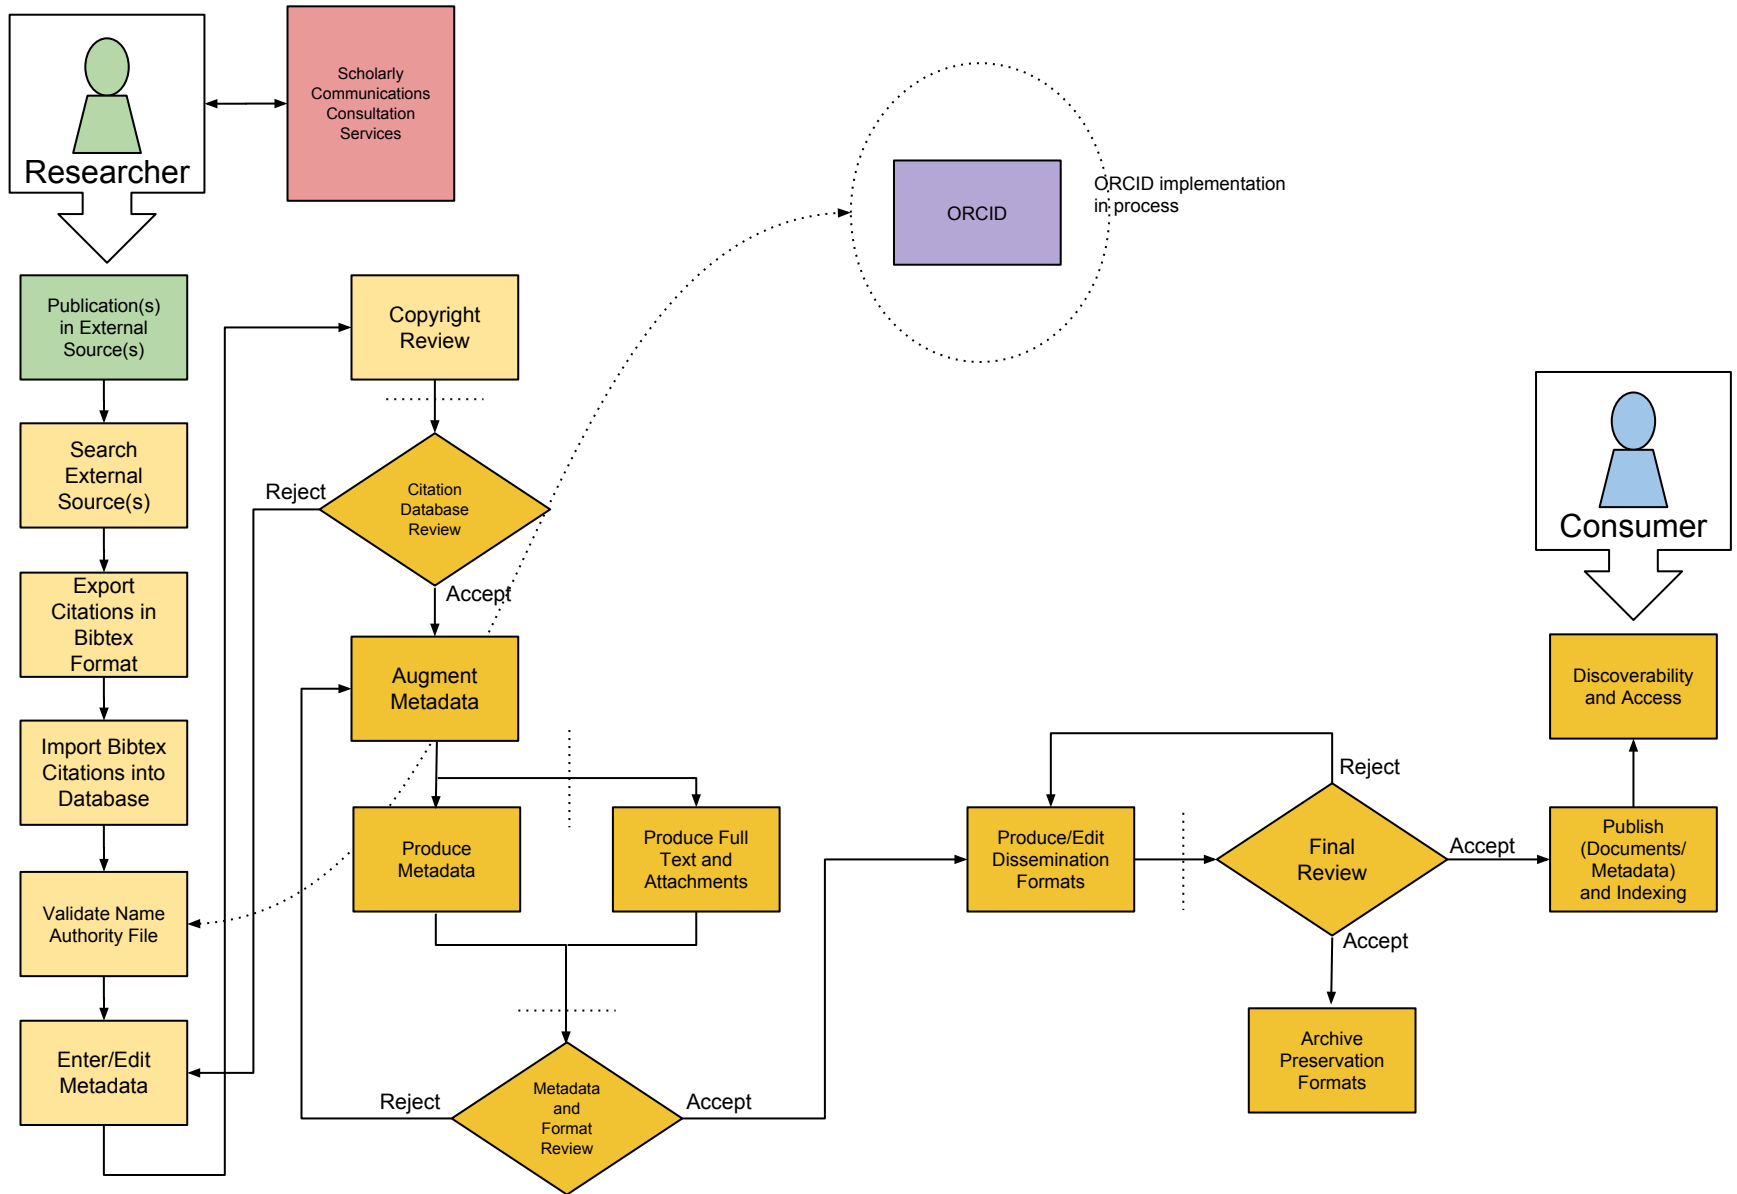 Researcher
Scholarly
Communications
Consultation
Services
ORCID
ORCID implementation
in process
Publication(s)
in External
Source(s)
Search
External
Source(s)
Export
Citations in
Bibtex
Format
Import Bibtex
Citations into
Database
Validate Name
Authority File
Enter/Edit
Metadata
Copyright
Review
Citation
Database
Review
Reject
Accept
Augment
Metadata
Produce
Metadata
Produce Full
Text and
Attachments
Metadata
and
Format
Review
Reject
Accept
Produce/Edit
Dissemination
Formats
Final
Review
Reject
Accept
Accept
Archive
Preservation
Formats
Publish
(Documents/
Metadata)
and Indexing
Discoverability
and Access
Consumer